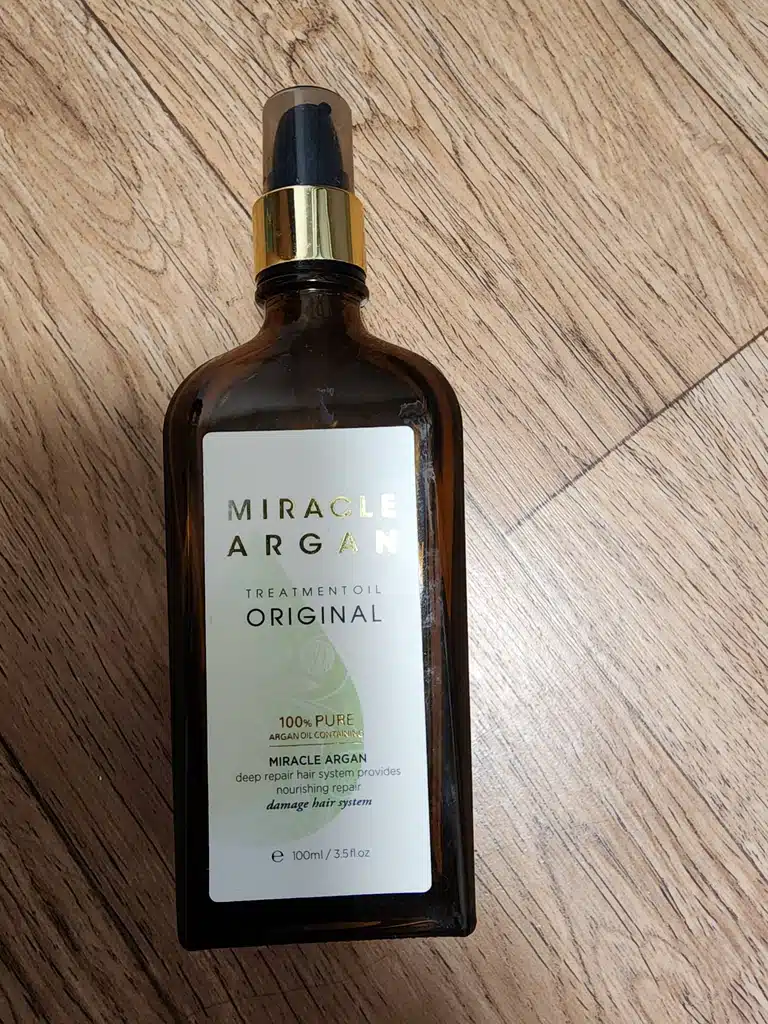 MIRACLE
ARGAN
TREATMENT OIL
ORIGINAL
100% PURE
ARGAN OIL CONTAINING
MIRACLE ARGAN
deep repair hair system provides
nourishing repair
damage hair system
e 100ml / 3.5fl.oz